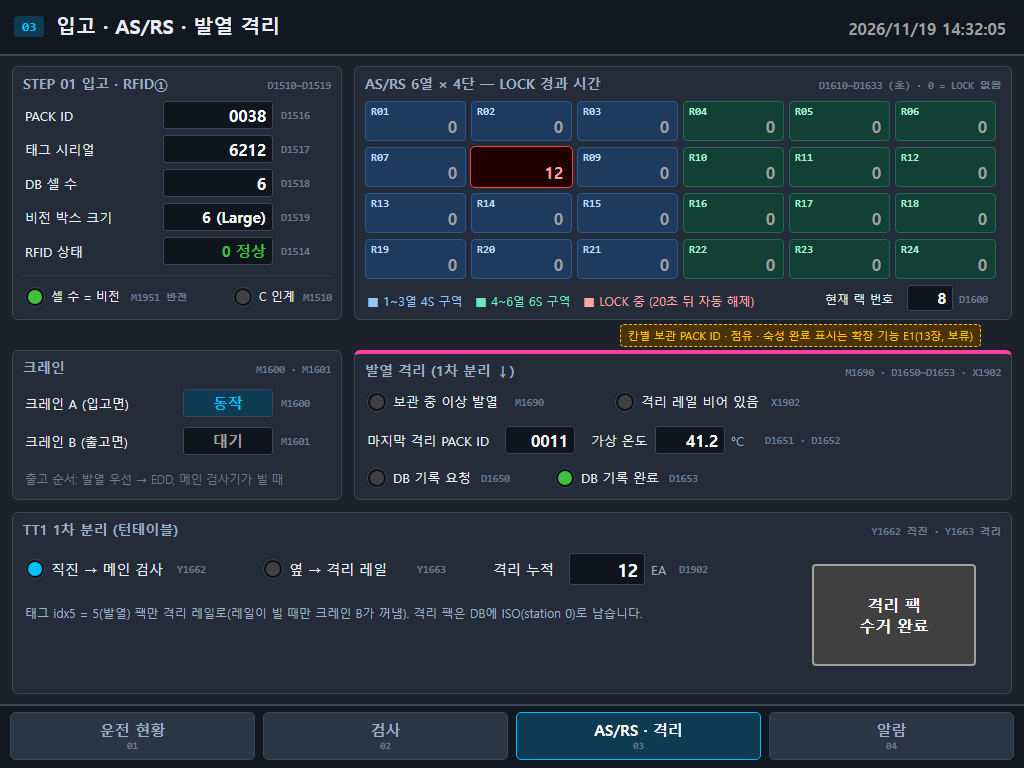 03 입고 · AS/RS · 발열 격리
2026/11/19 14:32:05
STEP 01 입고 · RFID① D1510~D1519
PACK ID 0038 D1516
태그 시리얼 6212 D1517
DB 셀 수 6 D1518
비전 박스 크기 6 (Large) D1519
RFID 상태 0 정상 D1514
셀 수 = 비전 M1951 반전 C 인계 M1510
AS/RS 6열 × 4단 — LOCK 경과 시간 D1610~D1633 (초) · 0 = LOCK 없음
R01 0 R02 0 R03 0 R04 0 R05 0 R06 0
R07 0 12 R09 0 R10 0 R11 0 R12 0
R13 0 R14 0 R15 0 R16 0 R17 0 R18 0
R19 0 R20 0 R21 0 R22 0 R23 0 R24 0
1~3열 4S 구역 4~6열 6S 구역 LOCK 중 (20초 뒤 자동 해제) 현재 랙 번호 8 D1600
칸별 보관 PACK ID · 점유 · 숙성 완료 표시는 확장 기능 E1(13장, 보류)
크레인 M1600 · M1601
크레인 A (입고면) 동작 M1600
크레인 B (출고면) 대기 M1601
출고 순서: 발열 우선 → EDD, 메인 검사기가 빌 때
발열 격리 (1차 분리 ↓) M1690 · D1650~D1653 · X1902
보관 중 이상 발열 M1690 격리 레일 비어 있음 X1902
마지막 격리 PACK ID 0011 가상 온도 41.2 °C D1651 · D1652
DB 기록 요청 D1650 DB 기록 완료 D1653
TT1 1차 분리 (턴테이블) Y1662 직진 · Y1663 격리
직진 → 메인 검사 Y1662 옆 → 격리 레일 Y1663 격리 누적 12 EA D1902
태그 idx5 = 5(발열) 팩만 격리 레일로(레일이 빌 때만 크레인 B가 꺼냄). 격리 팩은 DB에 ISO(station 0)로 남습니다.
격리 팩
수거 완료
운전 현황 검사 AS/RS · 격리 알람
01 02 03 04